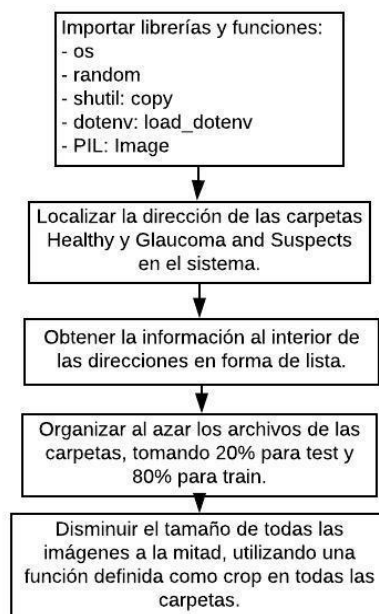 Importar librerías y funciones:
- os
- random
- shutil: copy
- dotenv: load_dotenv
- PIL: Image
Localizar la dirección de las carpetas
Healthy y Glaucoma and Suspects
en el sistema.
Obtener la información al interior de
las direcciones en forma de lista.
Organizar al azar los archivos de las
carpetas, tomando 20% para test y
80% para train.
Disminuir el tamaño de todas las
imágenes a la mitad, utilizando una
función definida como crop en todas las
carpetas.